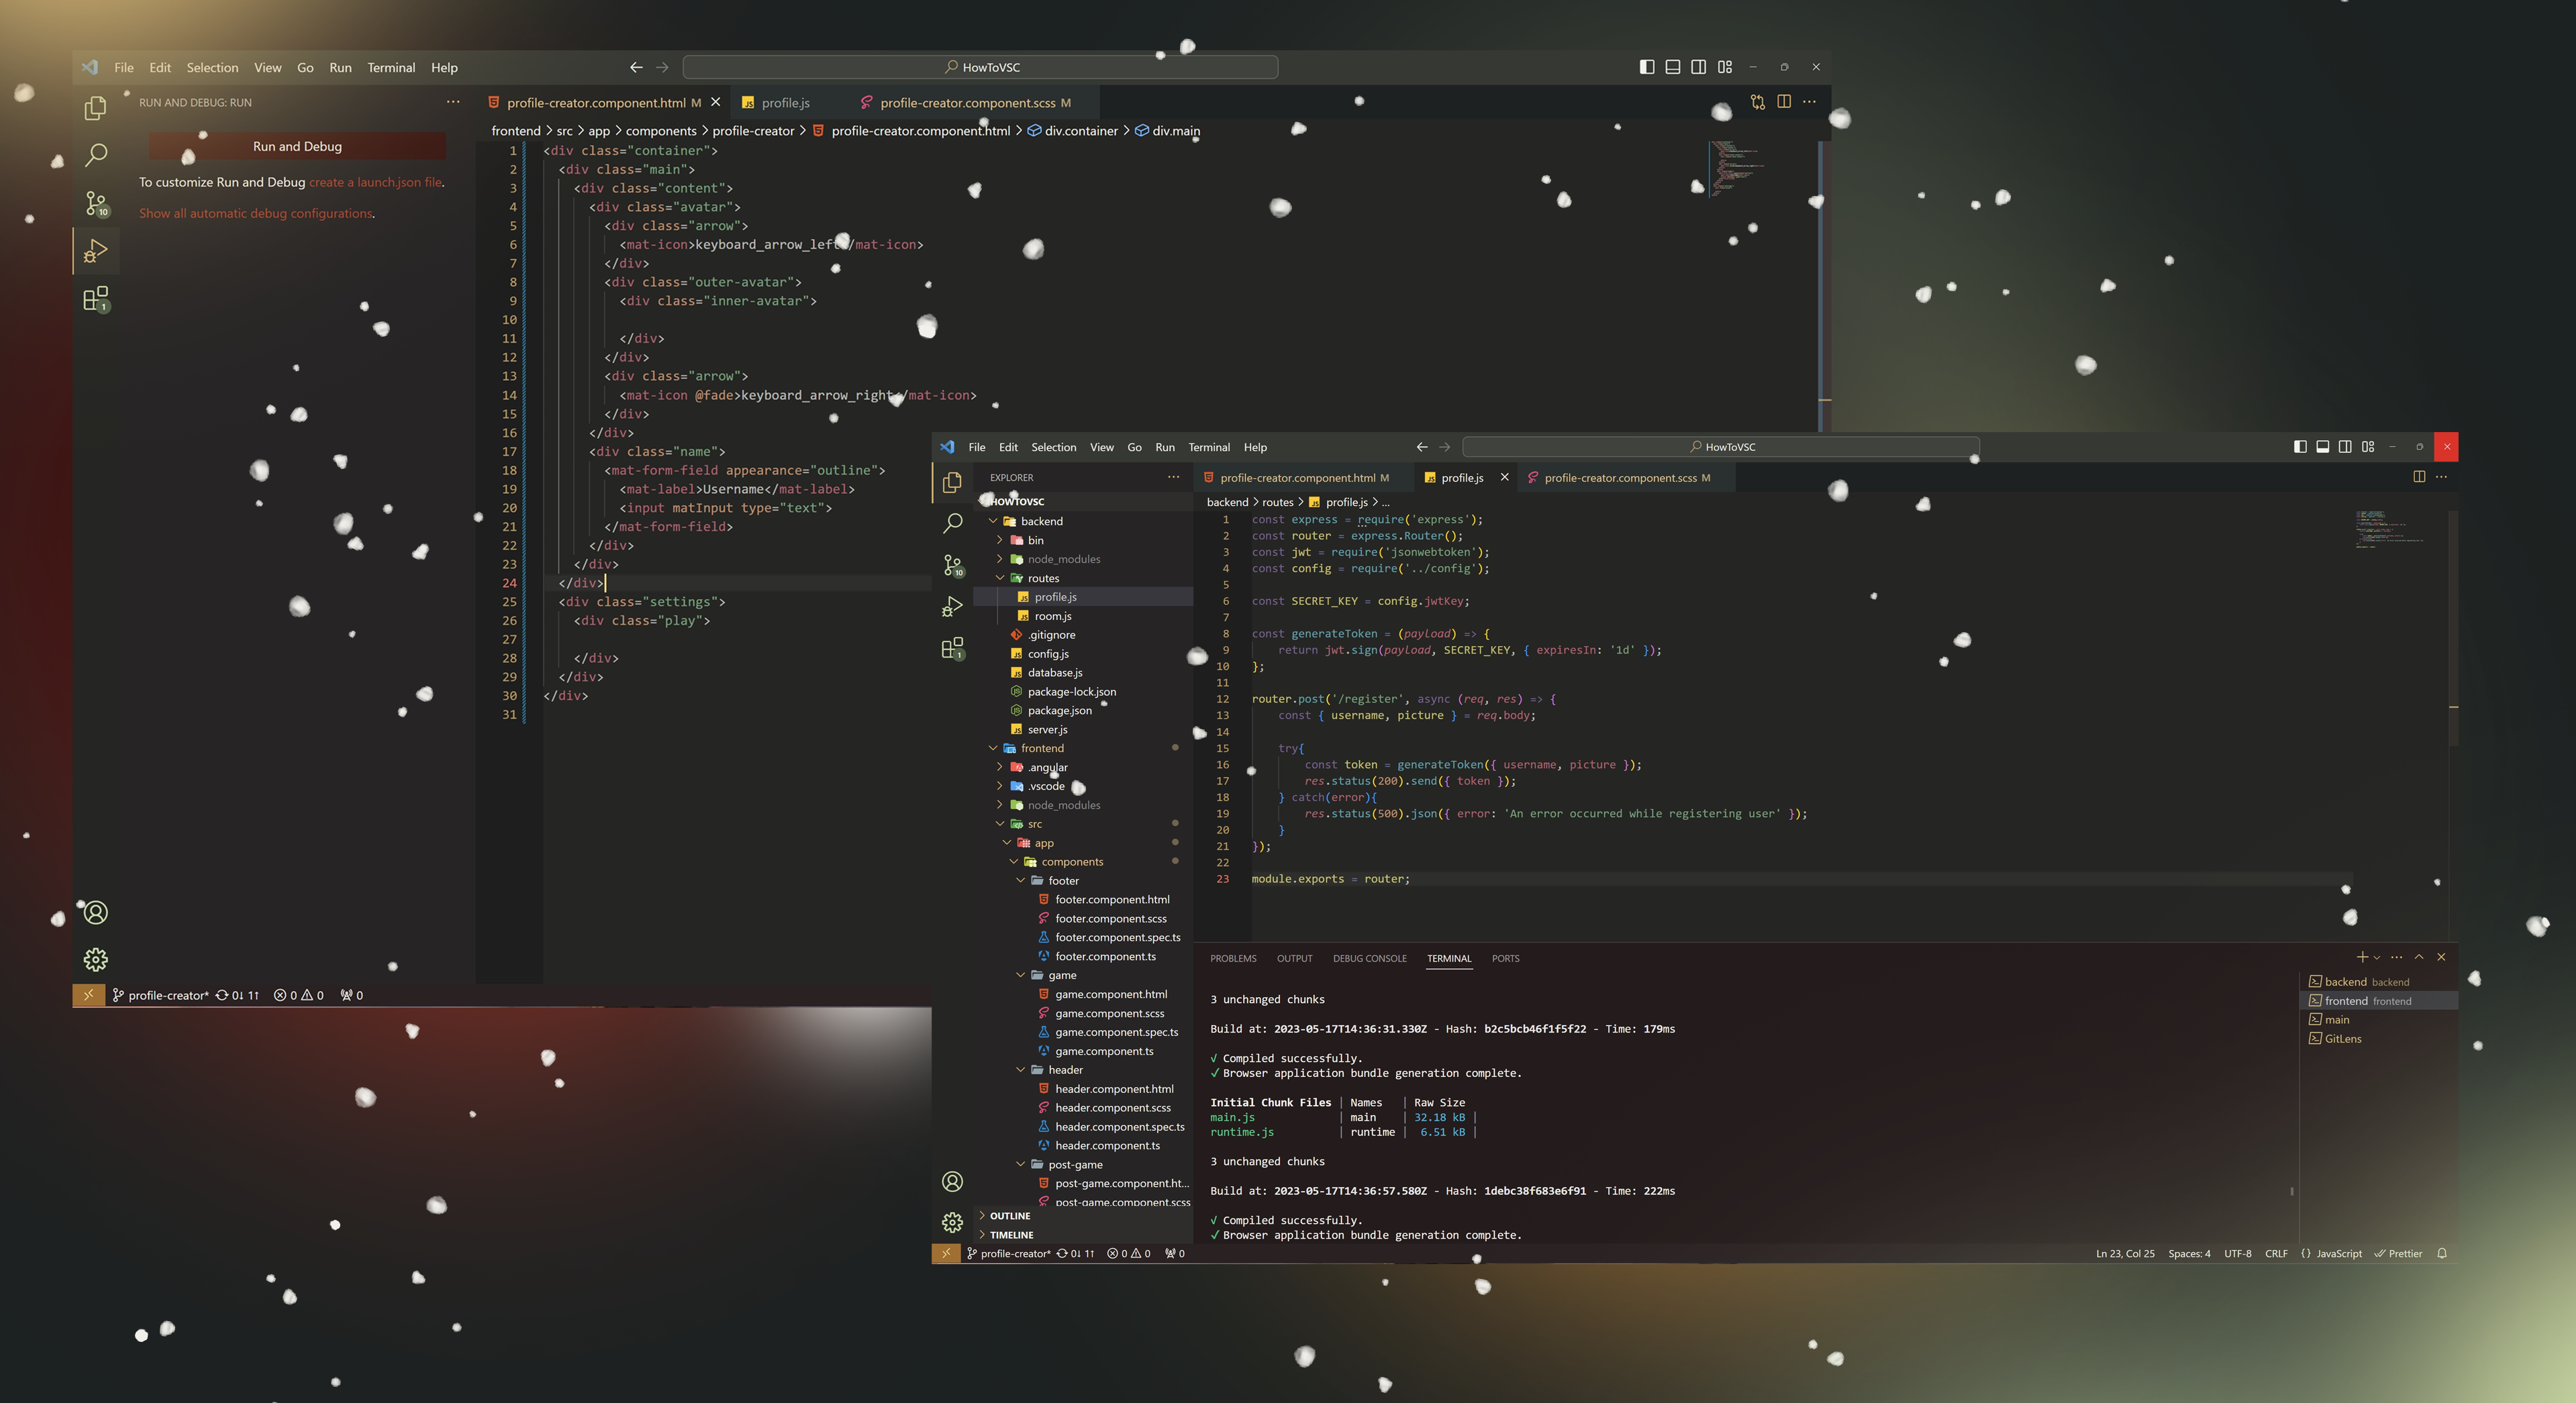 File Edit Selection View Go Run Terminal Help
HowToVSC
RUN AND DEBUG: RUN
Run and Debug
To customize Run and Debug create a launch.json file.
Show all automatic debug configurations.
10
1
profile-creator.component.html M
profile.js
profile-creator.component.scss M
frontend > src > app > components > profile-creator > profile-creator.component.html > div.container > div.main
1 <div class="container">
2 <div class="main">
3 <div class="content">
4 <div class="avatar">
5 <div class="arrow">
6 <mat-icon>keyboard_arrow_left</mat-icon>
7 </div>
8 <div class="outer-avatar">
9 <div class="inner-avatar">
10
11 </div>
12 </div>
13 <div class="arrow">
14 <mat-icon @fade>keyboard_arrow_right</mat-icon>
15 </div>
16 </div>
17 <div class="name">
18 <mat-form-field appearance="outline">
19 <mat-label>Username</mat-label>
20 <input matInput type="text">
21 </mat-form-field>
22 </div>
23 </div>
24 </div>
25 <div class="settings">
26 <div class="play">
27
28 </div>
29 </div>
30 </div>
31
profile-creator* 0↓ 1↑ 0 0 0
File Edit Selection View Go Run Terminal Help
HowToVSC
EXPLORER
HOWTOVSC
backend
bin
node_modules
routes
profile.js
room.js
.gitignore
config.js
database.js
package-lock.json
package.json
server.js
frontend
.angular
.vscode
node_modules
src
app
components
footer
footer.component.html
footer.component.scss
footer.component.spec.ts
footer.component.ts
game
game.component.html
game.component.scss
game.component.spec.ts
game.component.ts
header
header.component.html
header.component.scss
header.component.spec.ts
header.component.ts
post-game
post-game.component.ht...
post-game.component.scss
OUTLINE
TIMELINE
10
1
profile-creator.component.html M
profile.js
profile-creator.component.scss M
backend > routes > profile.js > ...
1 const express = require('express');
2 const router = express.Router();
3 const jwt = require('jsonwebtoken');
4 const config = require('../config');
5
6 const SECRET_KEY = config.jwtKey;
7
8 const generateToken = (payload) => {
9 return jwt.sign(payload, SECRET_KEY, { expiresIn: '1d' });
10 };
11
12 router.post('/register', async (req, res) => {
13 const { username, picture } = req.body;
14
15 try{
16 const token = generateToken({ username, picture });
17 res.status(200).send({ token });
18 } catch(error){
19 res.status(500).json({ error: 'An error occurred while registering user' });
20 }
21 });
22
23 module.exports = router;
PROBLEMS OUTPUT DEBUG CONSOLE TERMINAL PORTS
3 unchanged chunks
Build at: 2023-05-17T14:36:31.330Z - Hash: b2c5bcb46f1f5f22 - Time: 179ms
√ Compiled successfully.
✓ Browser application bundle generation complete.
Initial Chunk Files | Names | Raw Size
main.js | main | 32.18 kB |
runtime.js | runtime | 6.51 kB |
3 unchanged chunks
Build at: 2023-05-17T14:36:57.580Z - Hash: 1debc38f683e6f91 - Time: 222ms
√ Compiled successfully.
✓ Browser application bundle generation complete.
backend backend
frontend frontend
main
GitLens
profile-creator* 0↓ 1↑ 0 0 0
Ln 23, Col 25 Spaces: 4 UTF-8 CRLF {} JavaScript Prettier